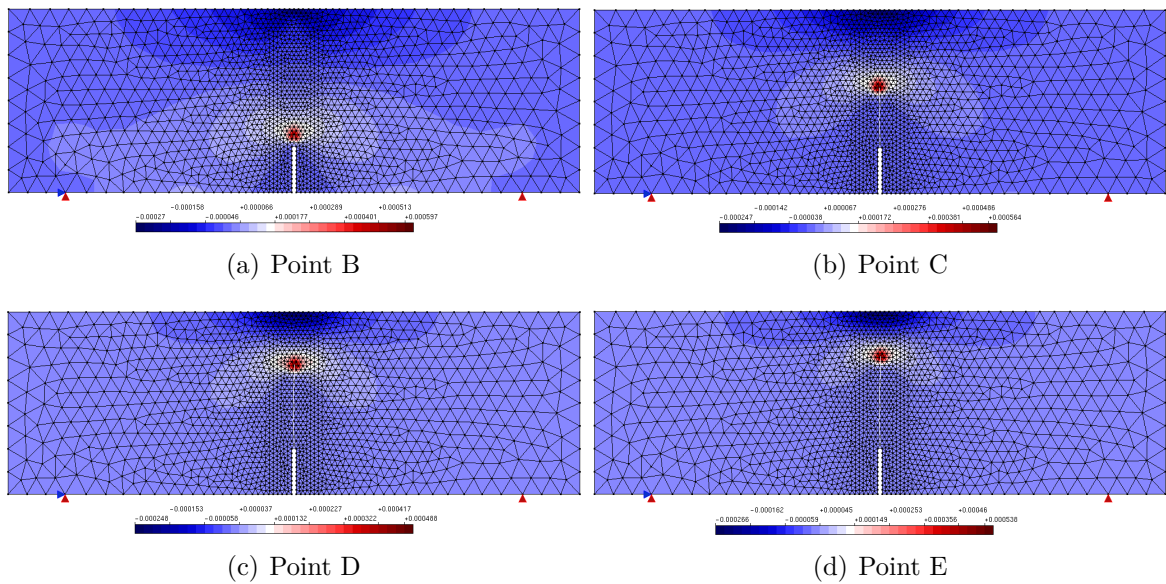 −0.000158 +0.000066 +0.000289 +0.000513
−0.00027 −0.000046 +0.000177 +0.000401 +0.000597
(a) Point B
−0.000142 +0.000067 +0.000276 +0.000486
−0.000247 −0.000038 +0.000172 +0.000381 +0.000564
(b) Point C
−0.000153 +0.000037 +0.000227 +0.000417
−0.000248 −0.000058 +0.000132 +0.000322 +0.000488
(c) Point D
−0.000162 +0.000045 +0.000253 +0.00046
−0.000266 −0.000059 +0.000149 +0.000356 +0.000538
(d) Point E